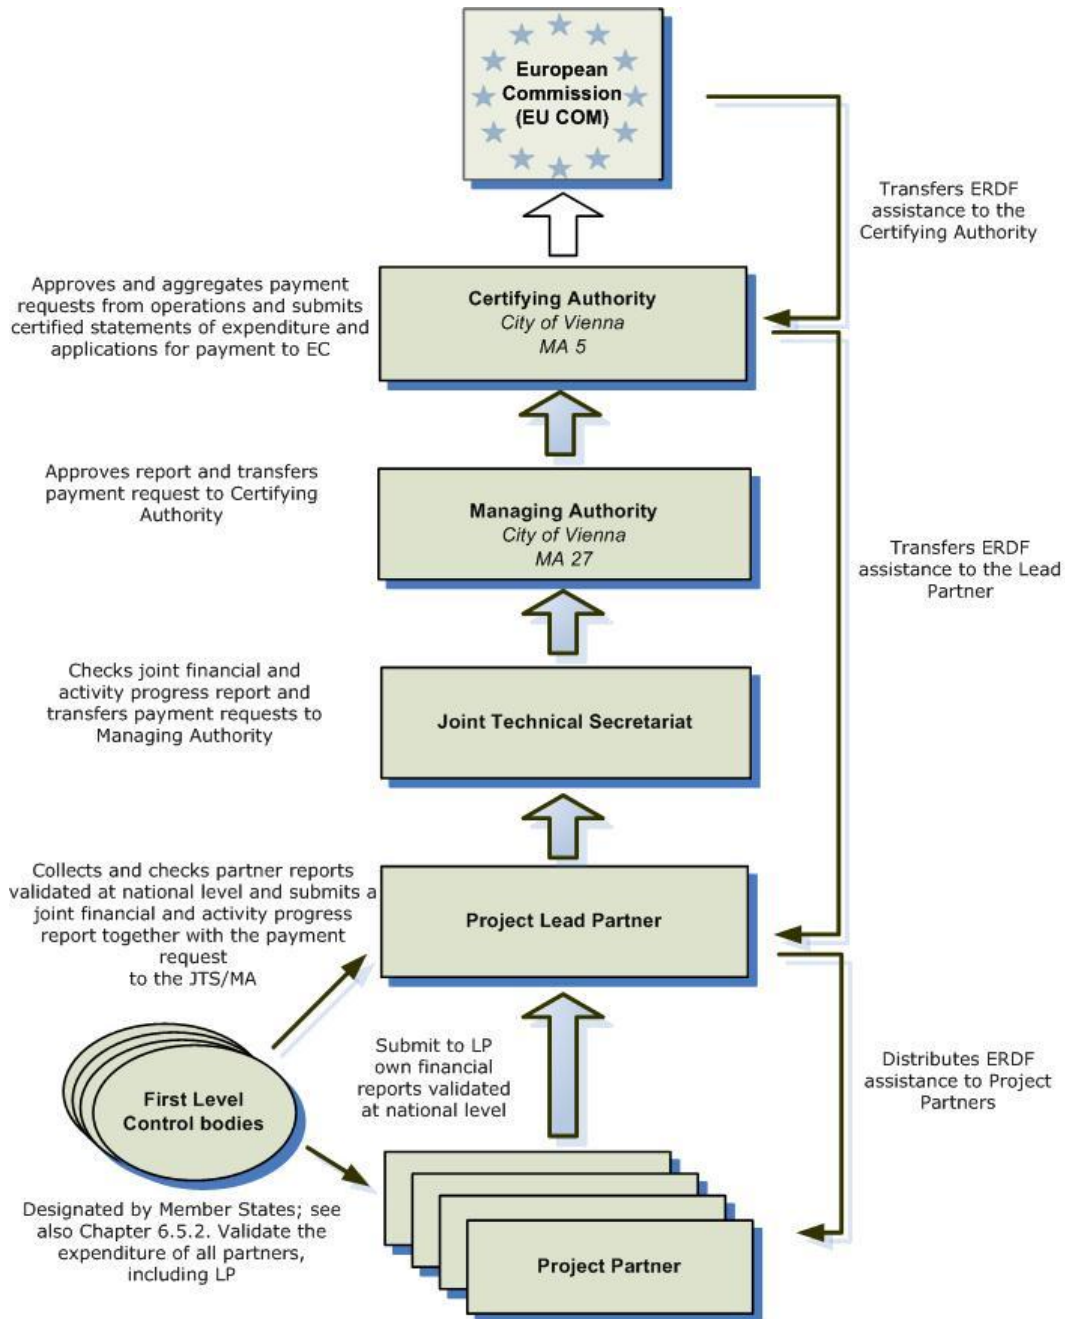 European
Commission
(EU COM)
Transfers ERDF
assistance to the
Certifying Authority
Approves and aggregates payment
requests from operations and submits
certified statements of expenditure and
applications for payment to EC
Certifying Authority
City of Vienna
MA 5
Approves report and transfers
payment request to Certifying
Authority
Managing Authority
City of Vienna
MA 27
Transfers ERDF
assistance to the Lead
Partner
Checks joint financial and
activity progress report and
transfers payment requests to
Managing Authority
Joint Technical Secretariat
Collects and checks partner reports
validated at national level and submits a
joint financial and activity progress
report together with the payment
request
to the JTS/MA
Project Lead Partner
First Level
Control bodies
Submit to LP
own financial
reports validated
at national level
Distributes ERDF
assistance to Project
Partners
Designated by Member States; see
also Chapter 6.5.2. Validate the
expenditure of all partners,
including LP
Project Partner